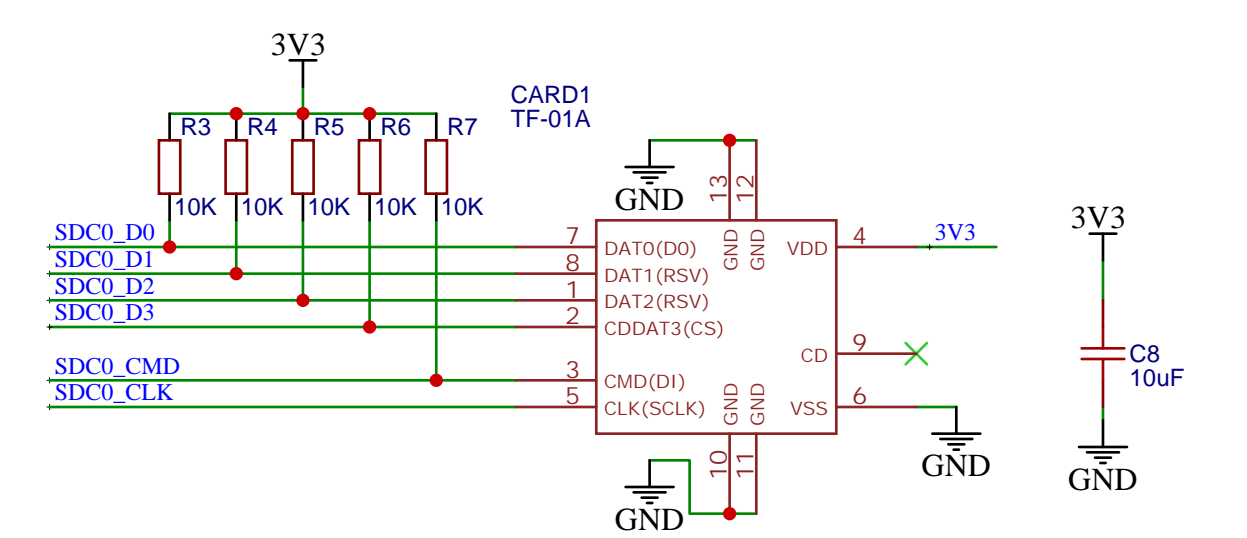 3V3
CARD1
TF-01A
R3 R4 R5 R6 R7
10K 10K 10K 10K 10K
GND
13 12
GND GND
3V3
SDC0_D0 7 DAT0(D0) VDD 4 3V3
SDC0_D1 8 DAT1(RSV)
SDC0_D2 1 DAT2(RSV)
SDC0_D3 2 CDDAT3(CS)
CD 9
C8
10uF
SDC0_CMD 3 CMD(DI)
SDC0_CLK 5 CLK(SCLK) VSS 6
GND GND
10 11
GND
GND
GND